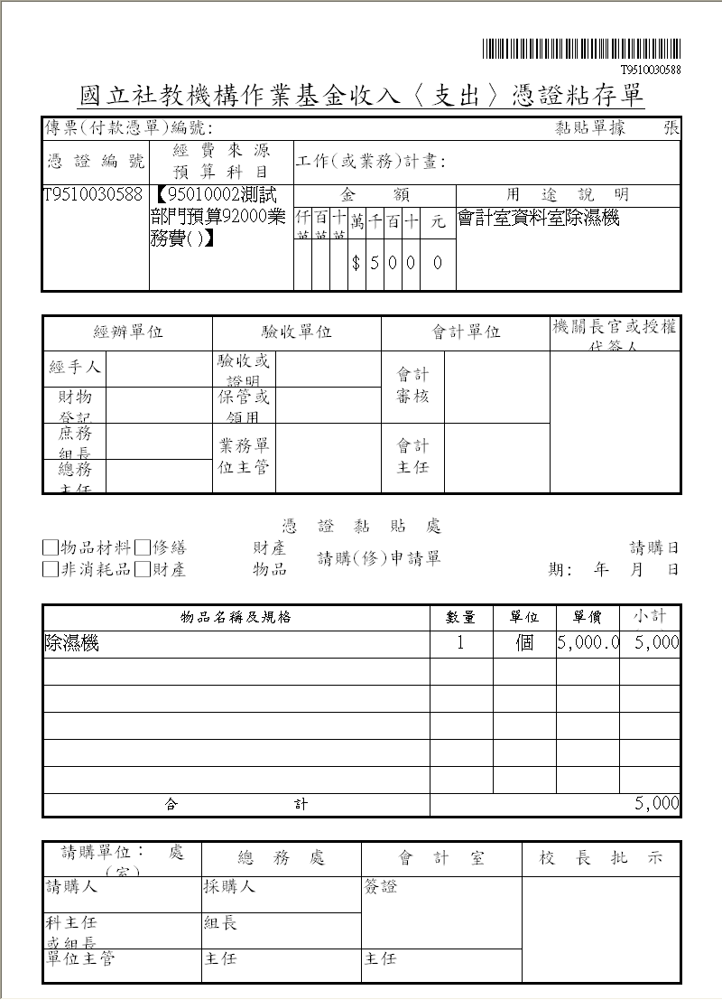 T9510030588
國立社教機構作業基金收入〈支出〉憑證粘存單
傳票(付款憑單)編號: 黏貼單據 張
憑證編號 經費來源 工作(或業務)計畫:
預算科目
T9510030588 【95010002測試 金額 用途說明
部門預算92000業 仟萬 百萬 十萬 萬 千 百 十 元 會計室資料室除濕機
務費( )】
$ 5 0 0 0
經辦單位 驗收單位 會計單位 機關長官或授權
代簽人
經手人 驗收或 會計
證明 審核
財物 保管或
登記 領用
庶務 業務單 會計
組長 位主管 主任
總務
主任
憑證黏貼處
□物品材料□修繕 財產 請購(修)申請單 請購日
□非消耗品□財產 物品 期: 年 月 日
物品名稱及規格 數量 單位 單價 小計
除濕機 1 個 5,000.0 5,000
合計 5,000
請購單位： 處 總務處 會計室 校長批示
（室）
請購人 採購人 簽證
科主任 組長
或組長
單位主管 主任 主任